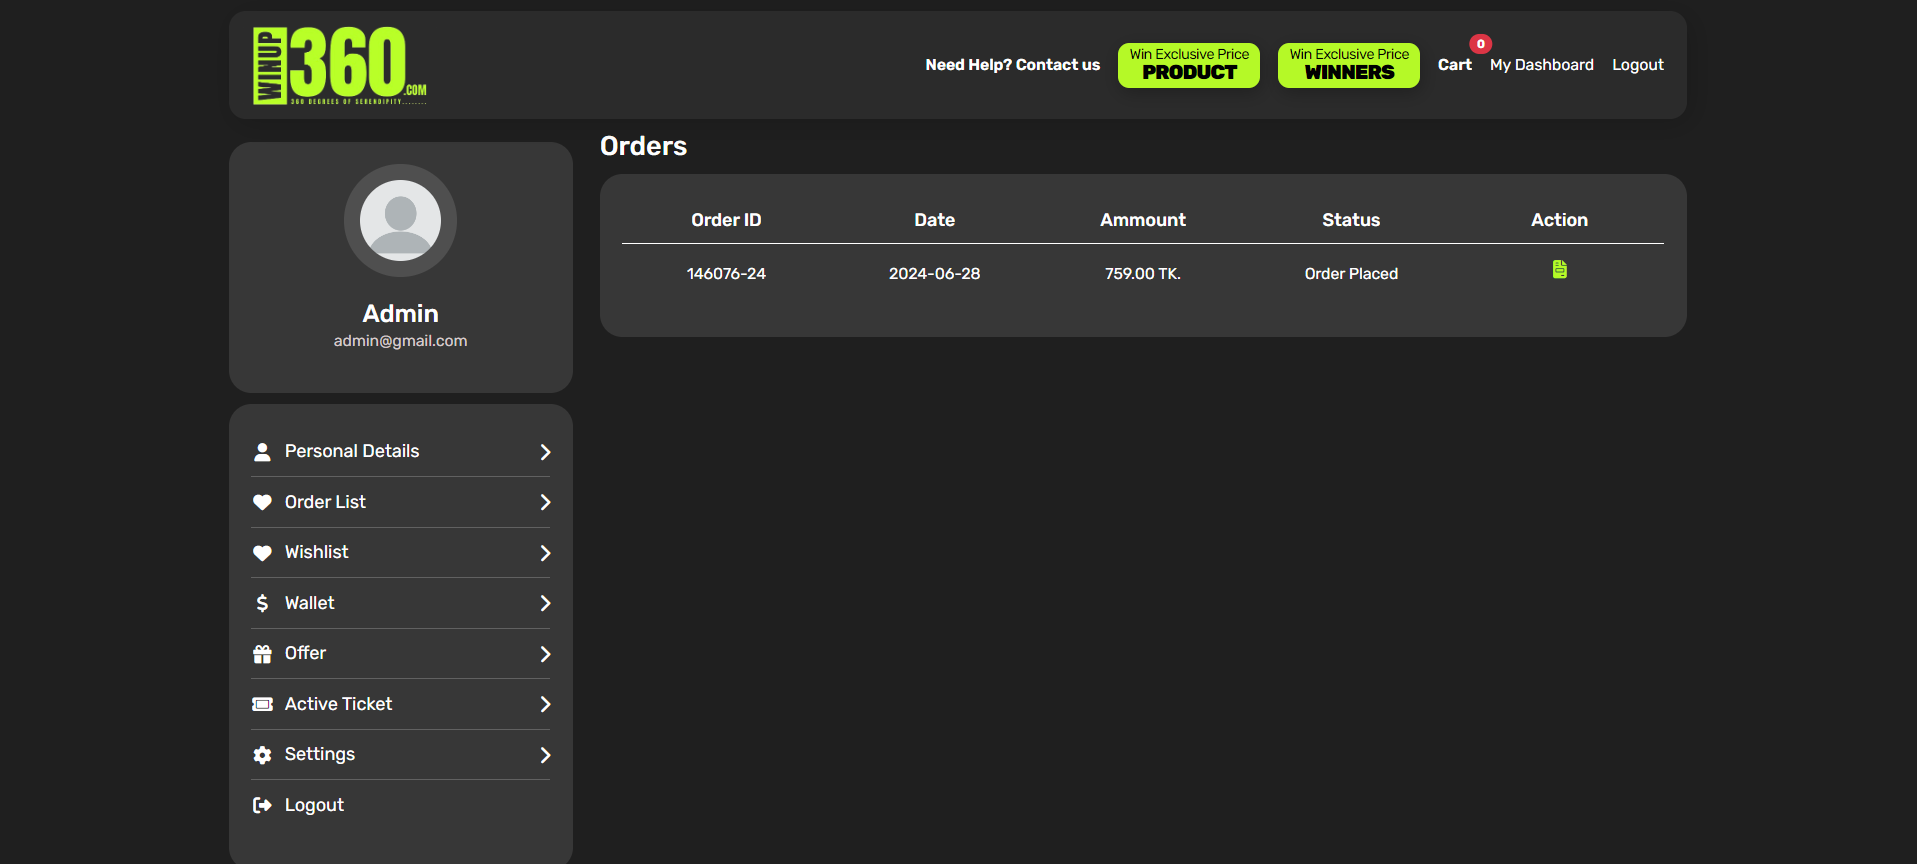 WINUP
360
.COM
360 DEGREES OF SERENDIPITY........
Need Help? Contact us
Win Exclusive Price
PRODUCT
Win Exclusive Price
WINNERS
Cart
0
My Dashboard
Logout
Admin
admin@gmail.com
Personal Details
Order List
Wishlist
Wallet
Offer
Active Ticket
Settings
Logout
Orders
Order ID Date Ammount Status Action
146076-24 2024-06-28 759.00 TK. Order Placed